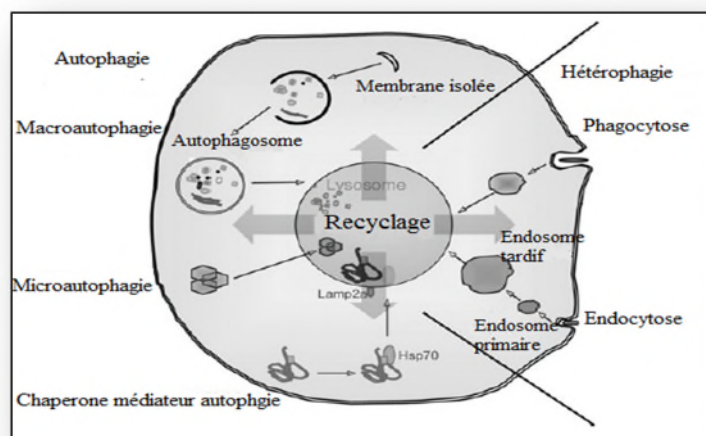 Autophagie
Membrane isolée
Hétérophagie
Macroautophagie
Autophagosome
Phagocytose
Lysosome
Recyclage
Endosome
tardif
Microautophagie
Lamp2a
Endosome
primaire
Endocytose
Hsp70
Chaperone médiateur autophgie